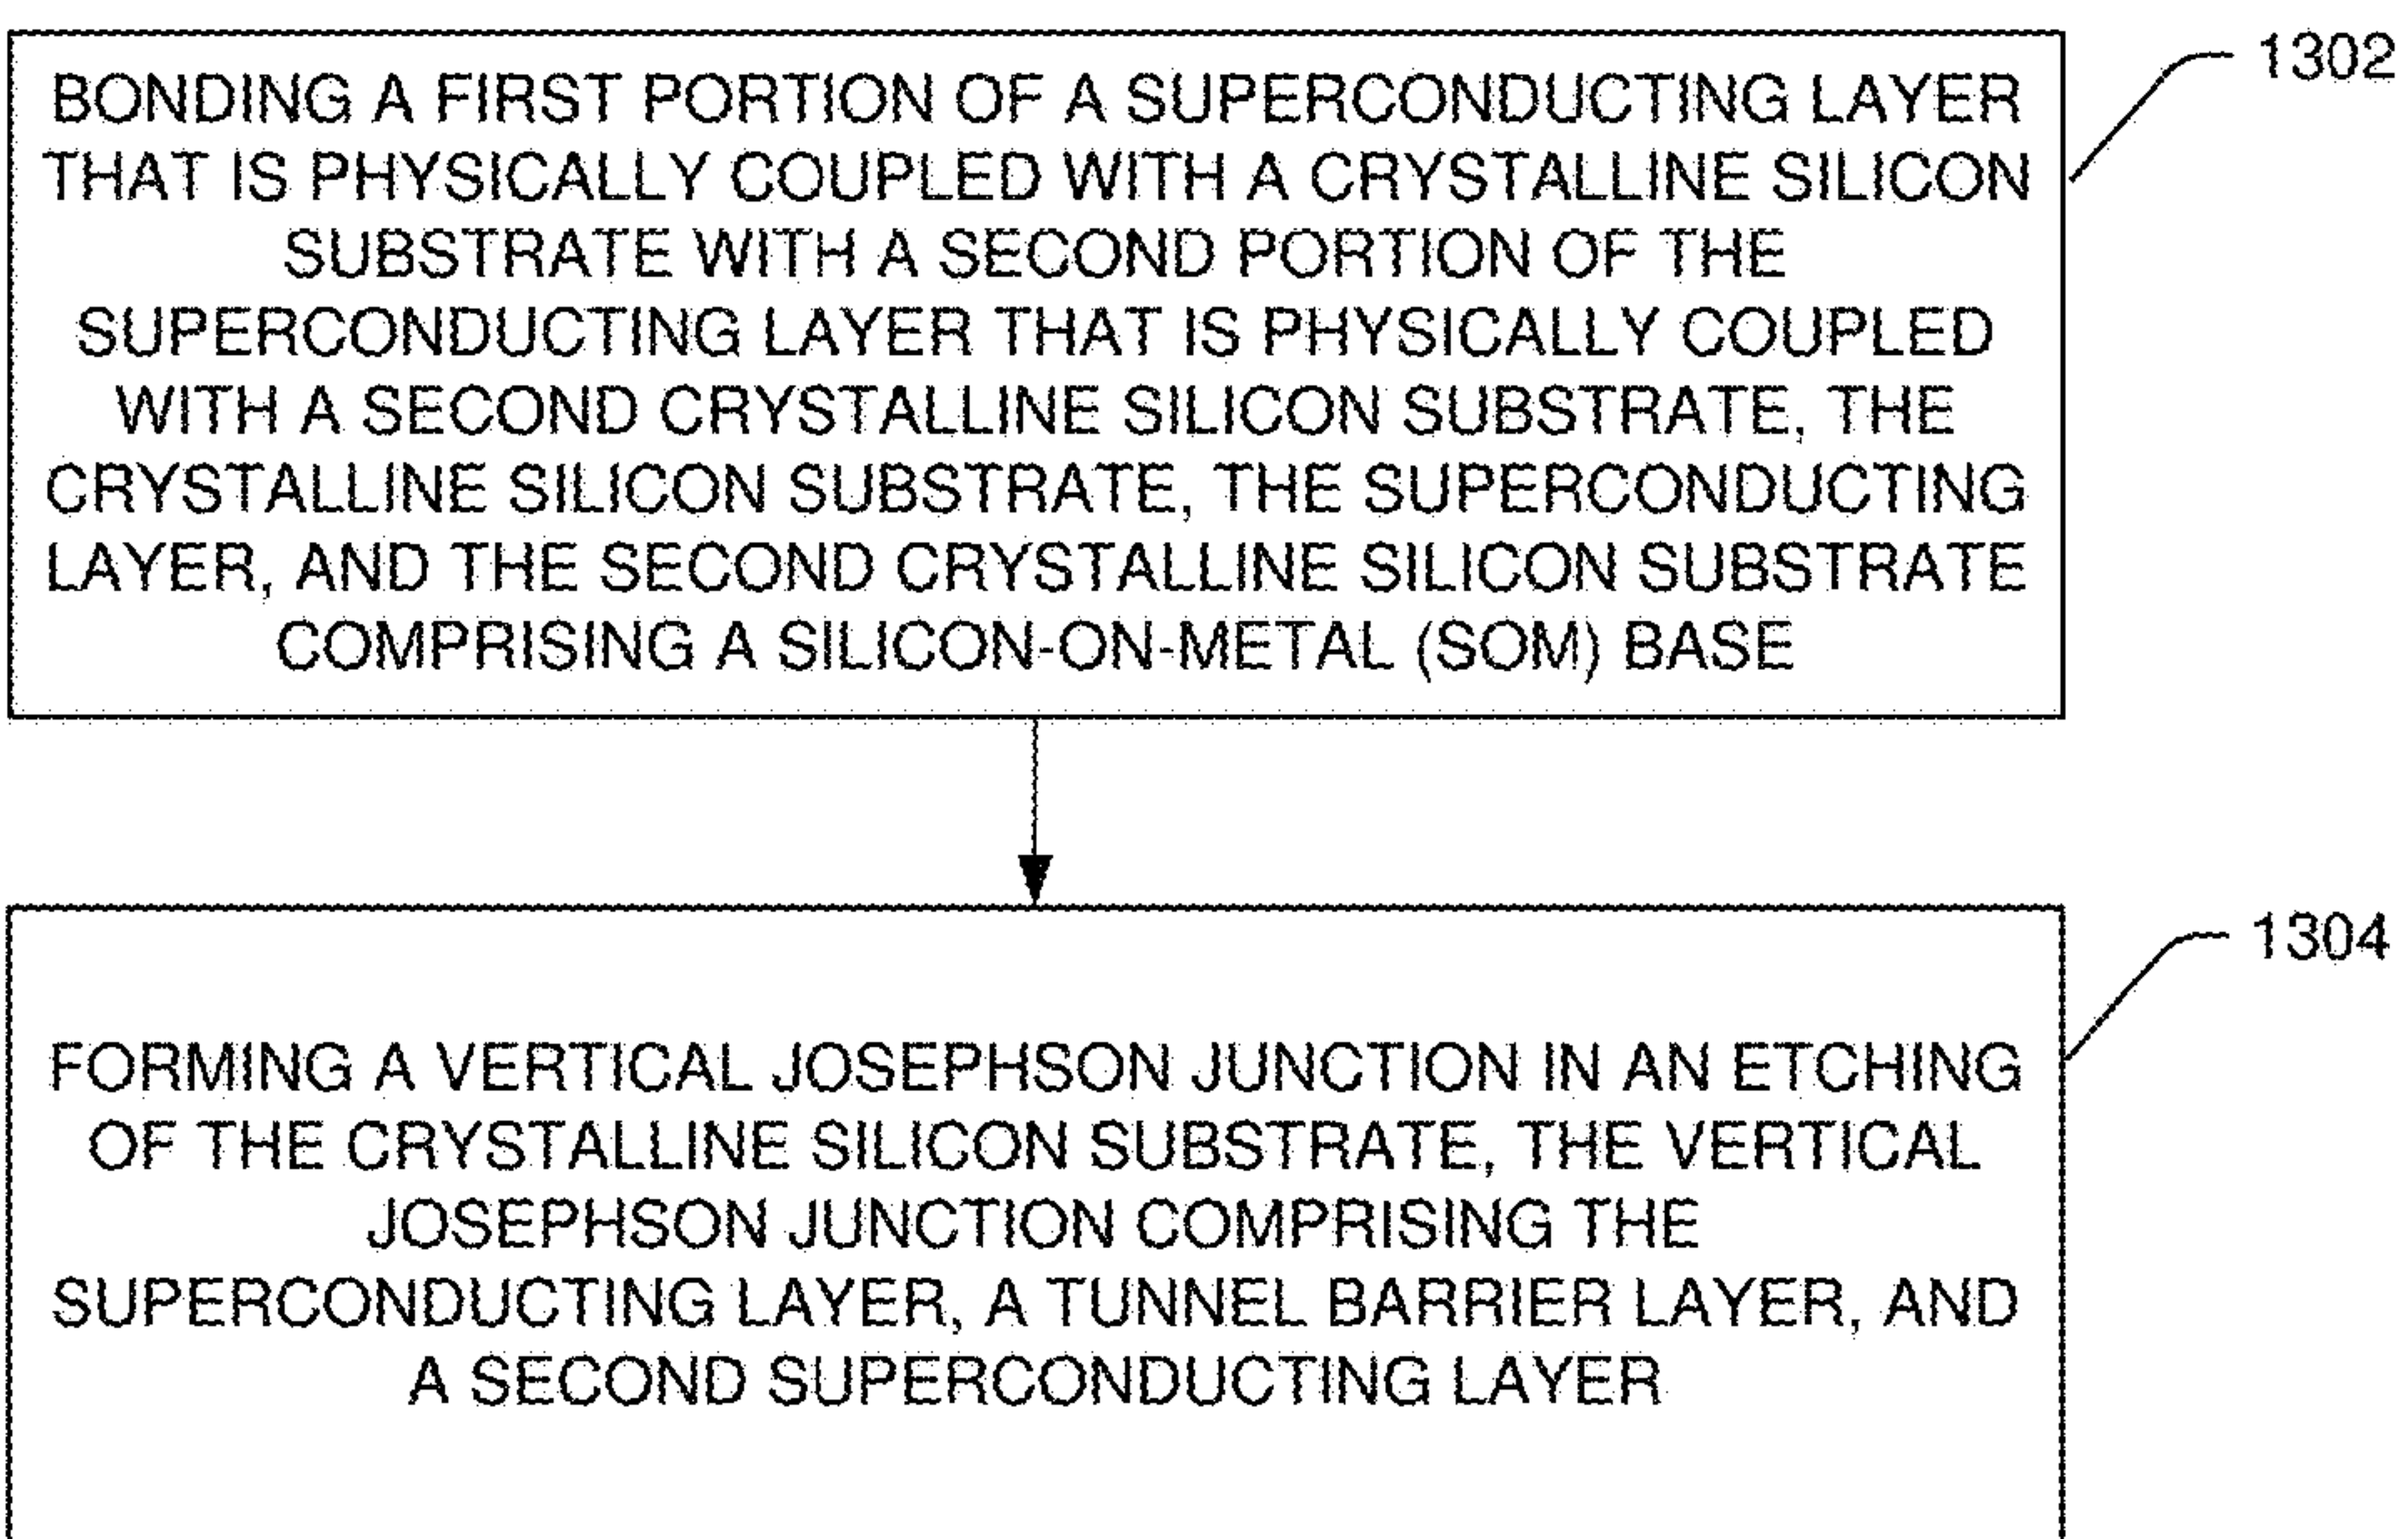 1302
BONDING A FIRST PORTION OF A SUPERCONDUCTING LAYER
THAT IS PHYSICALLY COUPLED WITH A CRYSTALLINE SILICON
SUBSTRATE WITH A SECOND PORTION OF THE
SUPERCONDUCTING LAYER THAT IS PHYSICALLY COUPLED
WITH A SECOND CRYSTALLINE SILICON SUBSTRATE, THE
CRYSTALLINE SILICON SUBSTRATE, THE SUPERCONDUCTING
LAYER, AND THE SECOND CRYSTALLINE SILICON SUBSTRATE
COMPRISING A SILICON-ON-METAL (SOM) BASE
1304
FORMING A VERTICAL JOSEPHSON JUNCTION IN AN ETCHING
OF THE CRYSTALLINE SILICON SUBSTRATE, THE VERTICAL
JOSEPHSON JUNCTION COMPRISING THE
SUPERCONDUCTING LAYER, A TUNNEL BARRIER LAYER, AND
A SECOND SUPERCONDUCTING LAYER